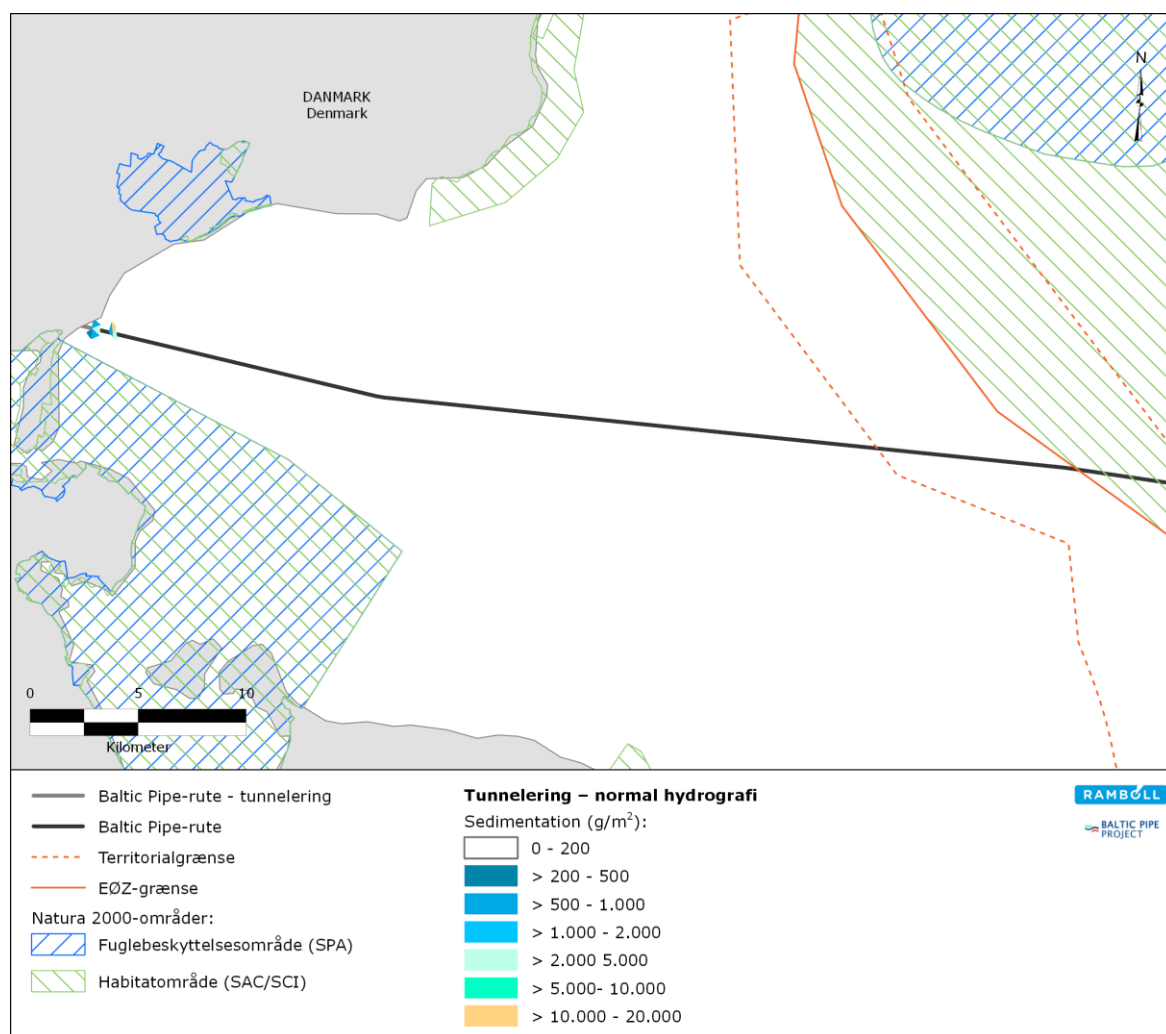 DANMARK
Denmark
N
0 5 10
Kilometer
Baltic Pipe-rute - tunnelering
Baltic Pipe-rute
Territorialgrænse
EØZ-grænse
Natura 2000-områder:
Fuglebeskyttelsesområde (SPA)
Habitatområde (SAC/SCI)
Tunnelering – normal hydrografi
Sedimentation (g/m²):
0 - 200
> 200 - 500
> 500 - 1.000
> 1.000 - 2.000
> 2.000 5.000
> 5.000- 10.000
> 10.000 - 20.000
RAMBOLL
BALTIC PIPE
PROJECT